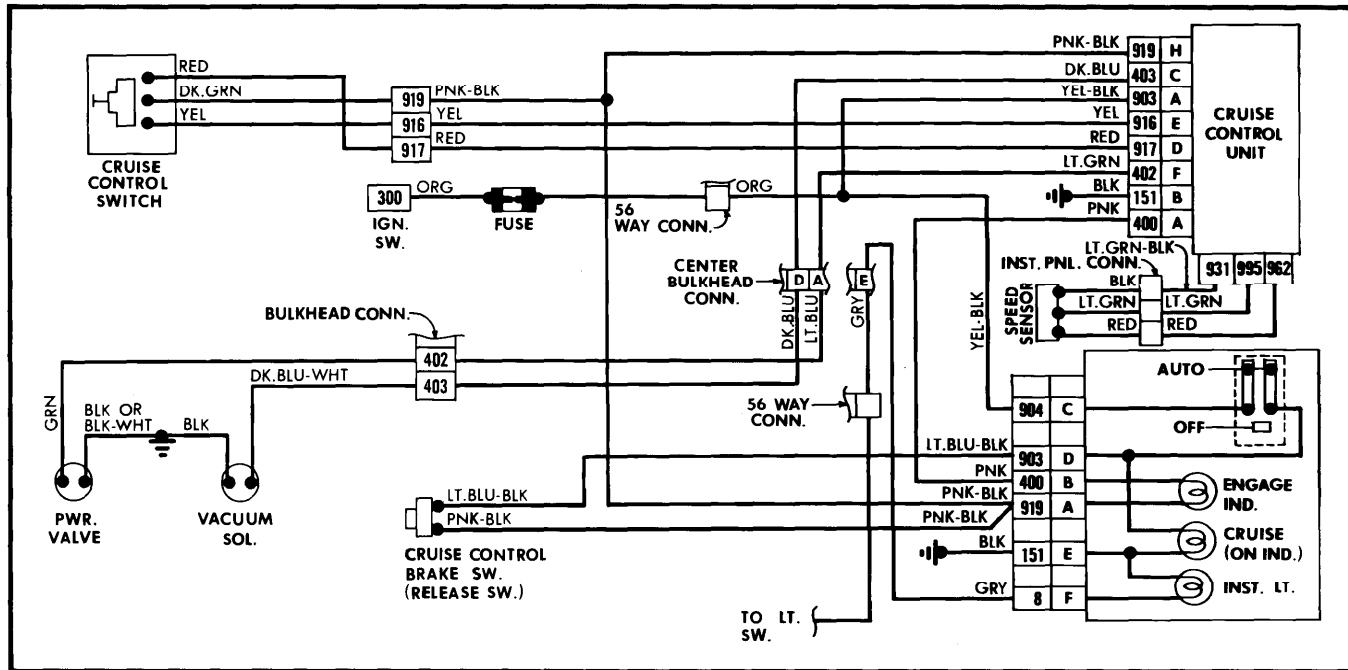 RED
DK.GRN
YEL
CRUISE
CONTROL
SWITCH
919 PNK-BLK
916 YEL
917 RED
300 ORG
IGN.
SW.
FUSE
56
WAY CONN.
ORG
PNK-BLK 919 H
DK.BLU 403 C
YEL-BLK 903 A
YEL 916 E
RED 917 D
LT.GRN 402 F
BLK 151 B
PNK 400 A
CRUISE
CONTROL
UNIT
931 995 962
LT.GRN-BLK
INST. PNL. CONN.
BLK
LT.GRN LT.GRN
RED RED
SPEED
SENSOR
CENTER
BULKHEAD
CONN.
D A
E
DK.BLU
LT.BLU
GRY
YEL-BLK
BULKHEAD CONN.
402
403
DK.BLU-WHT
GRN
BLK OR
BLK-WHT
BLK
PWR.
VALVE
VACUUM
SOL.
56 WAY
CONN.
LT.BLU-BLK
PNK-BLK
CRUISE CONTROL
BRAKE SW.
(RELEASE SW.)
TO LT.
SW.
904 C
LT.BLU-BLK 903 D
PNK 400 B
PNK-BLK 919 A
PNK-BLK
BLK 151 E
GRY 8 F
AUTO
OFF
ENGAGE
IND.
CRUISE
(ON IND.)
INST. LT.